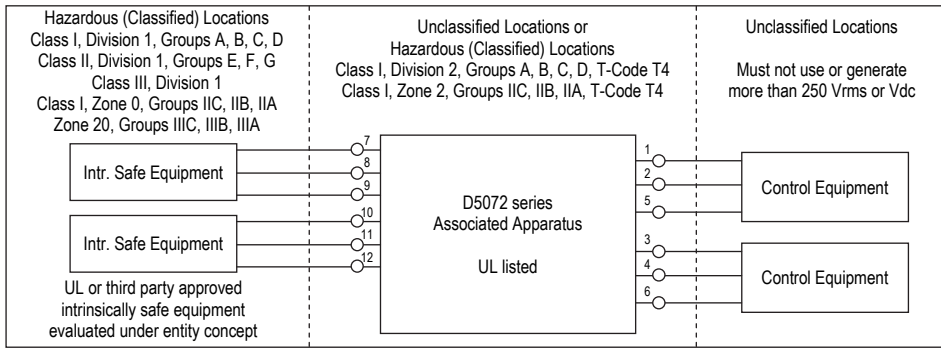 Hazardous (Classified) Locations
Class I, Division 1, Groups A, B, C, D
Class II, Division 1, Groups E, F, G
Class III, Division 1
Class I, Zone 0, Groups IIC, IIB, IIA
Zone 20, Groups IIIC, IIIB, IIIA
Intr. Safe Equipment
Intr. Safe Equipment
UL or third party approved
intrinsically safe equipment
evaluated under entity concept
Unclassified Locations or
Hazardous (Classified) Locations
Class I, Division 2, Groups A, B, C, D, T-Code T4
Class I, Zone 2, Groups IIC, IIB, IIA, T-Code T4
7
8
9
10
11
12
D5072 series
Associated Apparatus
UL listed
1
2
5
3
4
6
Unclassified Locations
Must not use or generate
more than 250 Vrms or Vdc
Control Equipment
Control Equipment